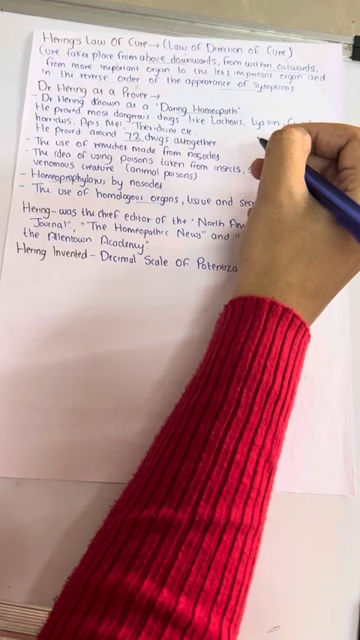 Hering's Law Of Cure → (Law of Direction of Cure)
Cure takes place from above downwards, from within outwards,
from more important organ to the less important organ and
in the reverse order of the appearance of symptoms
Dr Hering as a Prover →
- Dr Hering known as a "Daring Homeopath"
He proved most dangerous drugs like Lachesis, Lyssin,
horridus, Apis Mel, Theridion etc
He proved around 72 drugs altogether
- The use of remedies made from nosodes
- The idea of using poisons taken from insects,
venomous creature (animal poisons)
- Homeoprophylaxis by nosodes
- The use of homologous organs, tissue and
Hering - was the chief editor of the "North
Journal", "The Homeopathic News" and
the Allentown Academy"
Hering Invented - Decimal Scale Of